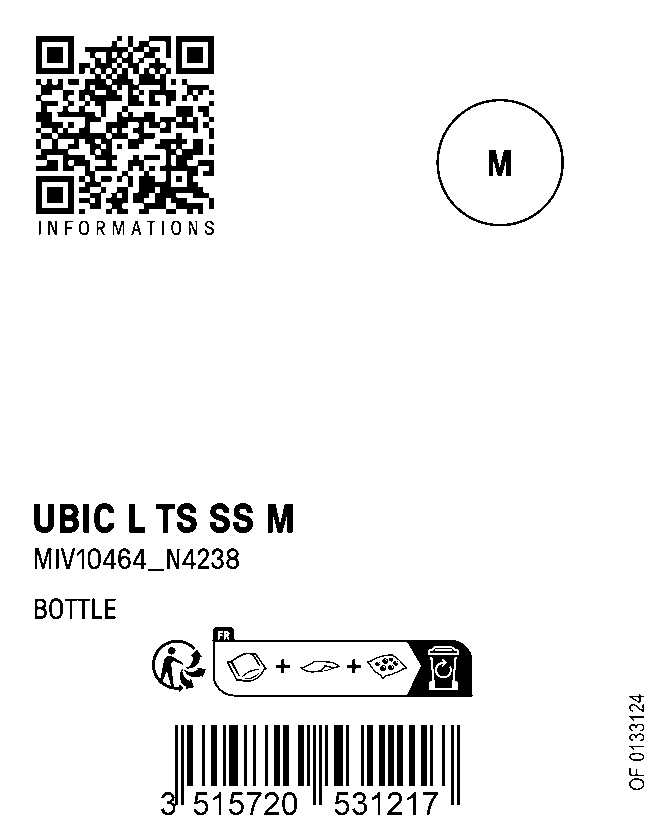 INFORMATIONS
M
UBIC L TS SS M
MIV10464_N4238
BOTTLE
FR
3 515720 531217
OF 0133124